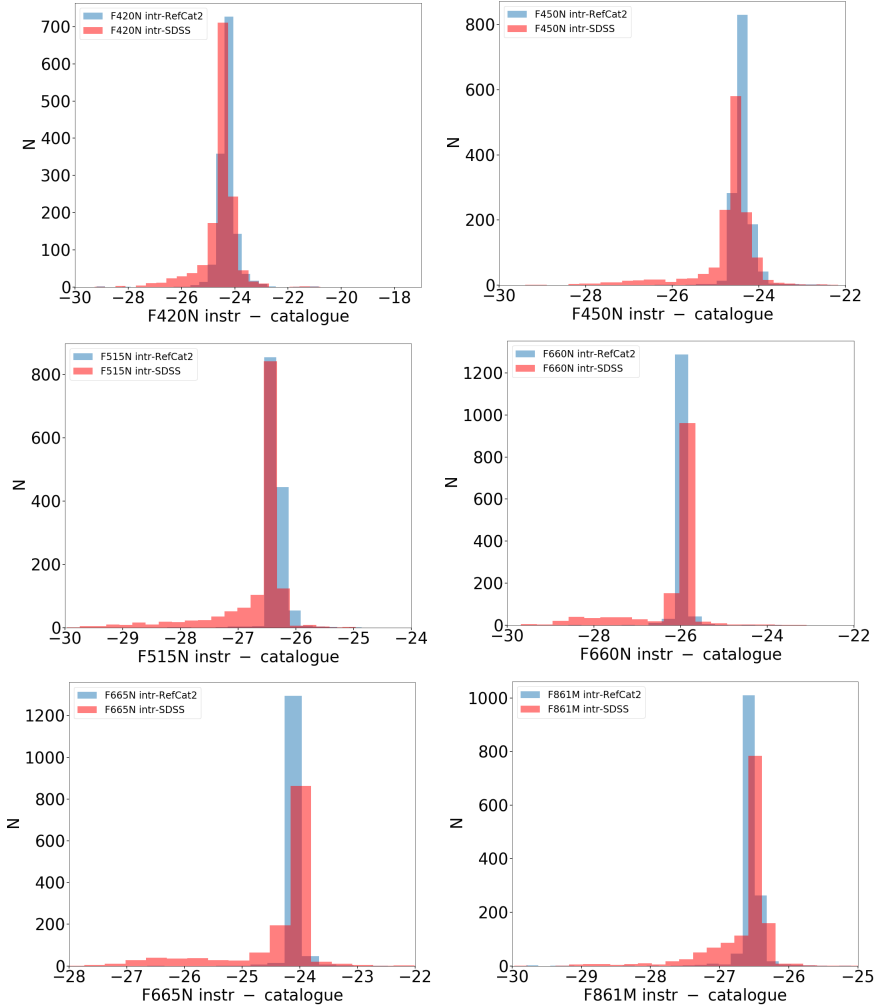 F420N intr-RefCat2
F420N intr-SDSS
700
600
500
400
300
200
100
0
N
−30 −28 −26 −24 −22 −20 −18
F420N instr − catalogue
F450N intr-RefCat2
F450N intr-SDSS
800
600
400
200
0
N
−30 −28 −26 −24 −22
F450N instr − catalogue
F515N intr-RefCat2
F515N intr-SDSS
800
600
400
200
0
N
−30 −29 −28 −27 −26 −25 −24
F515N instr − catalogue
F660N intr-RefCat2
F660N intr-SDSS
1200
1000
800
600
400
200
0
N
−30 −28 −26 −24 −22
F660N instr − catalogue
F665N intr-RefCat2
F665N intr-SDSS
1200
1000
800
600
400
200
0
N
−28 −27 −26 −25 −24 −23 −22
F665N instr − catalogue
F861M intr-RefCat2
F861M intr-SDSS
1000
800
600
400
200
0
N
−30 −29 −28 −27 −26 −25
F861M instr − catalogue